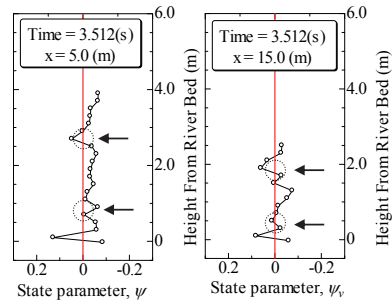 Time = 3.512(s)
x = 5.0 (m)
6.0
4.0
2.0
0
Height From River Bed (m)
0.2 0 -0.2
State parameter, ψ
Time = 3.512(s)
x = 15.0 (m)
6.0
4.0
2.0
0
Height From River Bed (m)
0.2 0 -0.2
State parameter, ψᵧ